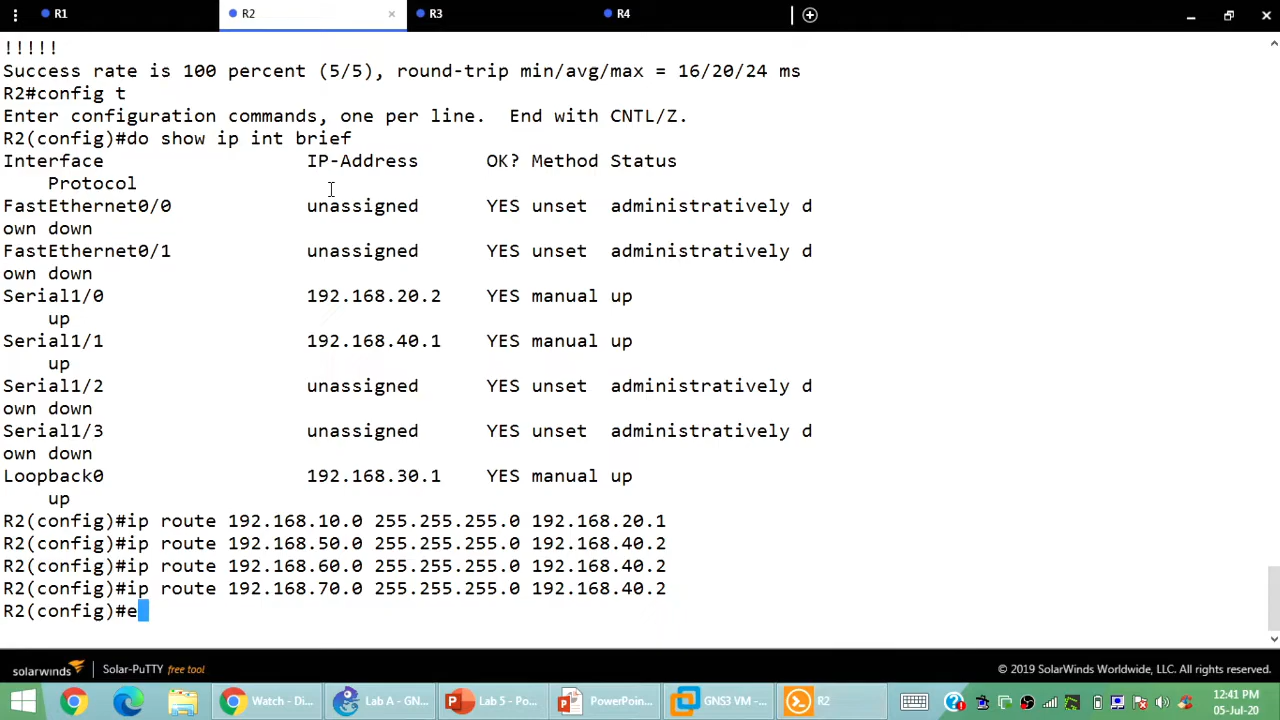 R1
R2
R3
R4
!!!!!
Success rate is 100 percent (5/5), round-trip min/avg/max = 16/20/24 ms
R2#config t
Enter configuration commands, one per line.  End with CNTL/Z.
R2(config)#do show ip int brief
Interface                  IP-Address      OK? Method Status
    Protocol
FastEthernet0/0            unassigned      YES unset  administratively d
own down
FastEthernet0/1            unassigned      YES unset  administratively d
own down
Serial1/0                  192.168.20.2    YES manual up
    up
Serial1/1                  192.168.40.1    YES manual up
    up
Serial1/2                  unassigned      YES unset  administratively d
own down
Serial1/3                  unassigned      YES unset  administratively d
own down
Loopback0                  192.168.30.1    YES manual up
    up
R2(config)#ip route 192.168.10.0 255.255.255.0 192.168.20.1
R2(config)#ip route 192.168.50.0 255.255.255.0 192.168.40.2
R2(config)#ip route 192.168.60.0 255.255.255.0 192.168.40.2
R2(config)#ip route 192.168.70.0 255.255.255.0 192.168.40.2
R2(config)#e
solarwinds | Solar-PuTTY free tool
© 2019 SolarWinds Worldwide, LLC. All rights reserved.
Watch - Di...
Lab A - GN...
Lab 5 - Po...
PowerPoin...
GNS3 VM -...
R2
12:41 PM
05-Jul-20